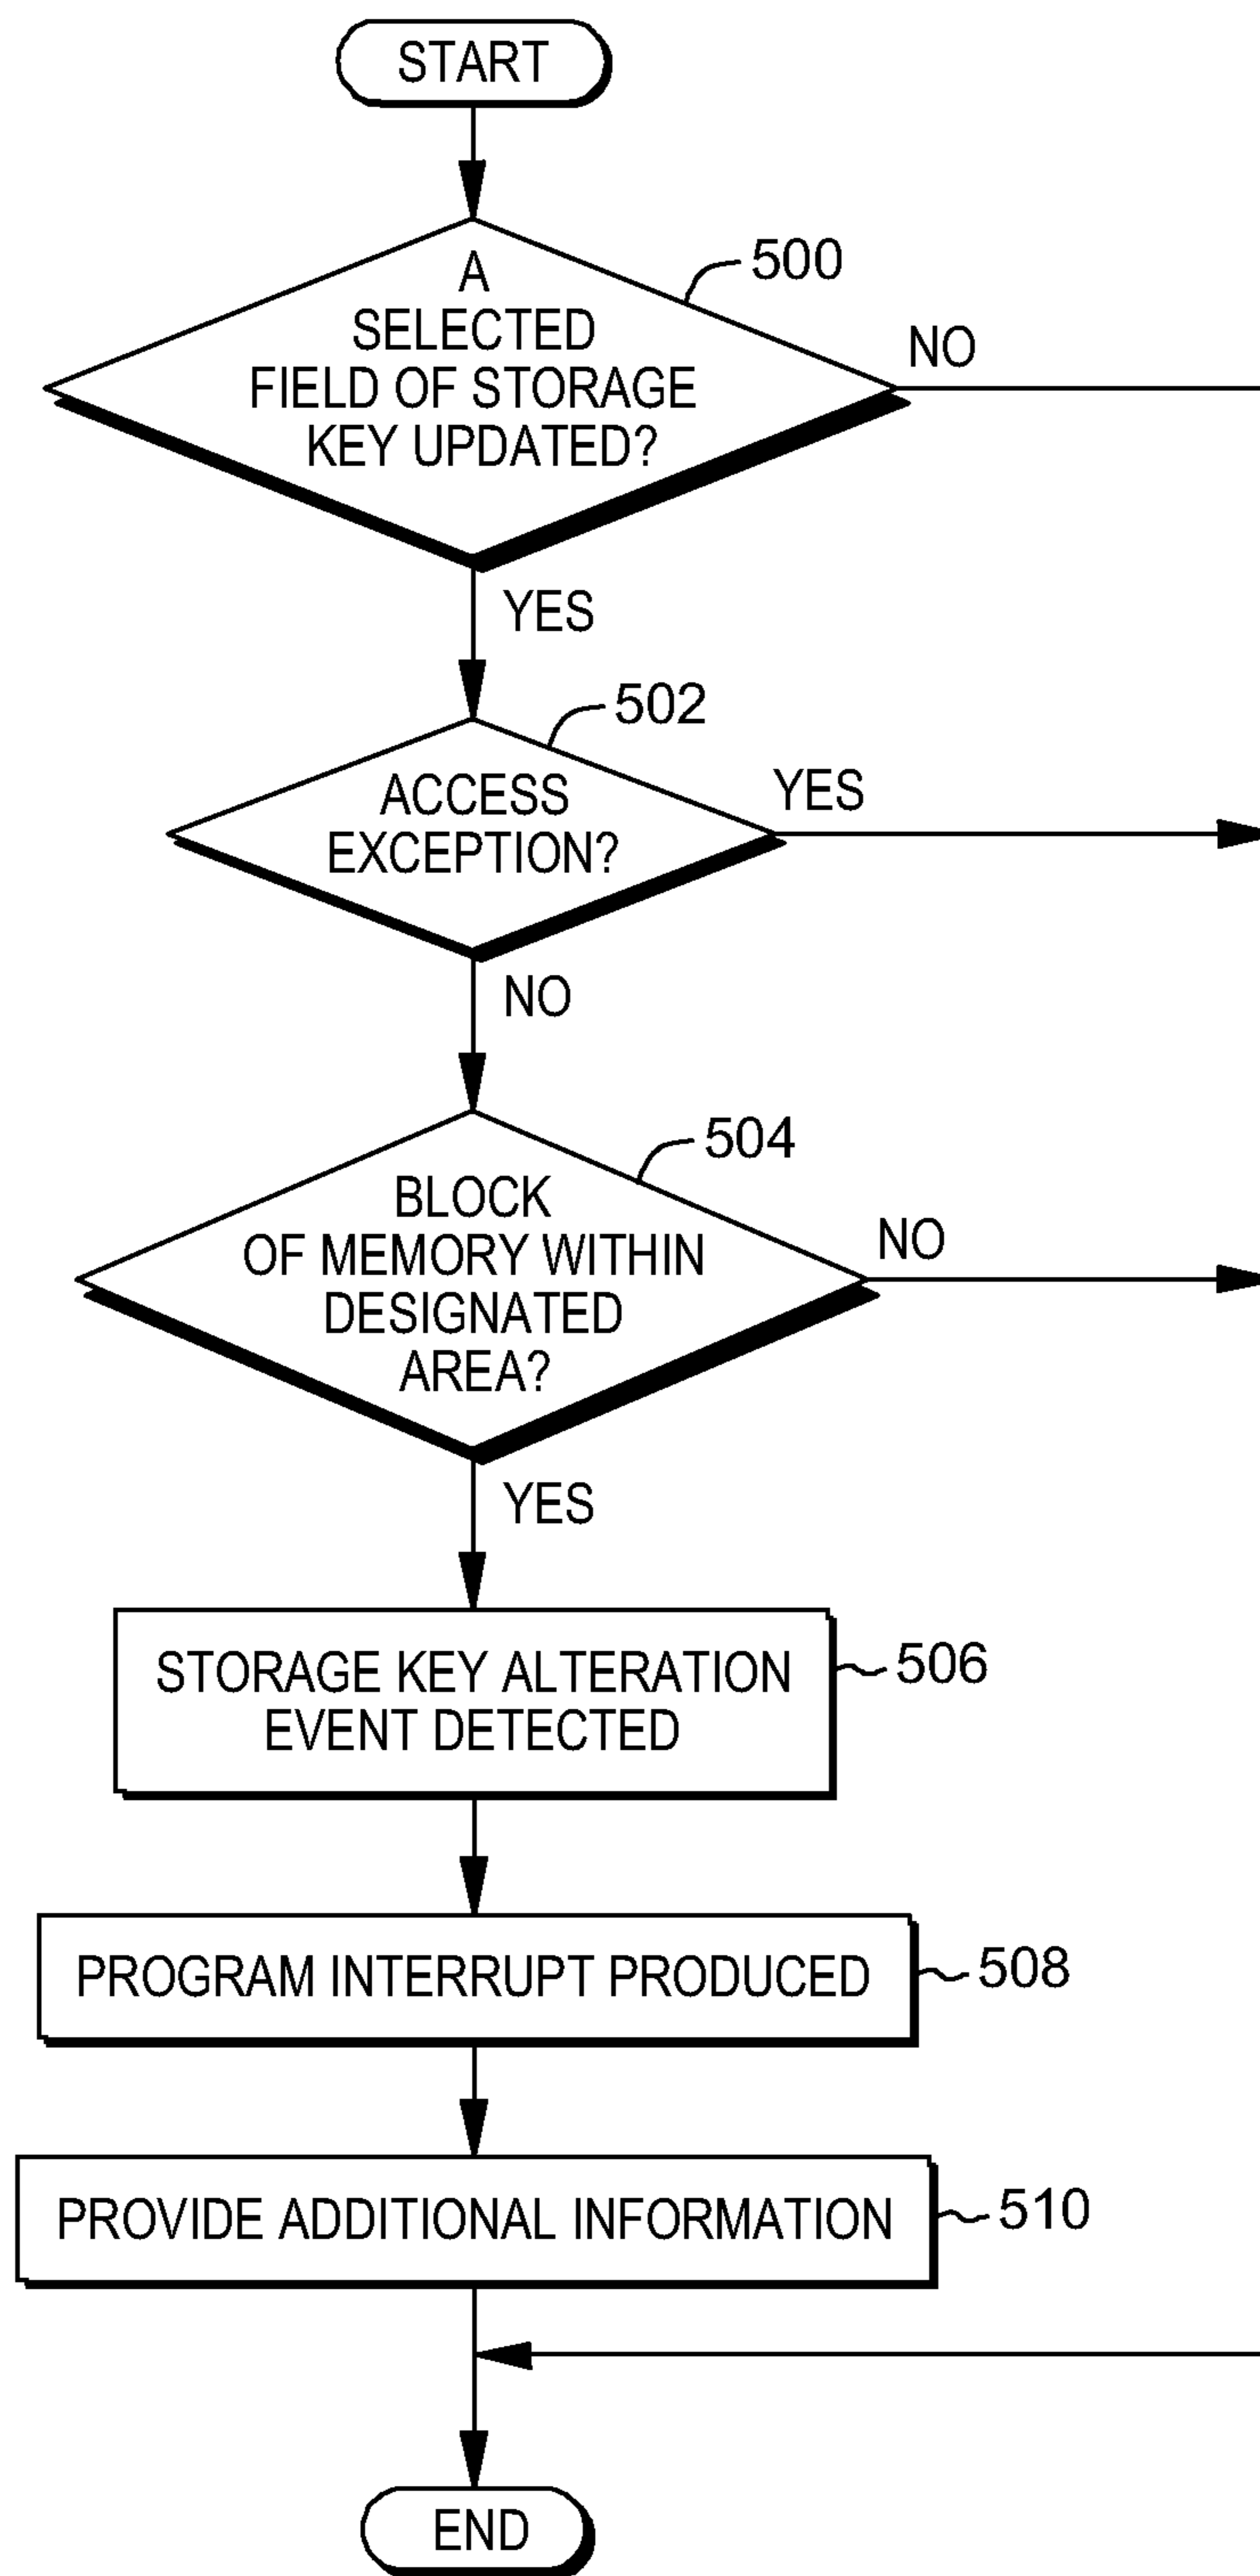 START
A
SELECTED
FIELD OF STORAGE
KEY UPDATED?
500
NO
YES
502
ACCESS
EXCEPTION?
YES
NO
504
BLOCK
OF MEMORY WITHIN
DESIGNATED
AREA?
NO
YES
STORAGE KEY ALTERATION
EVENT DETECTED
506
PROGRAM INTERRUPT PRODUCED
508
PROVIDE ADDITIONAL INFORMATION
510
END